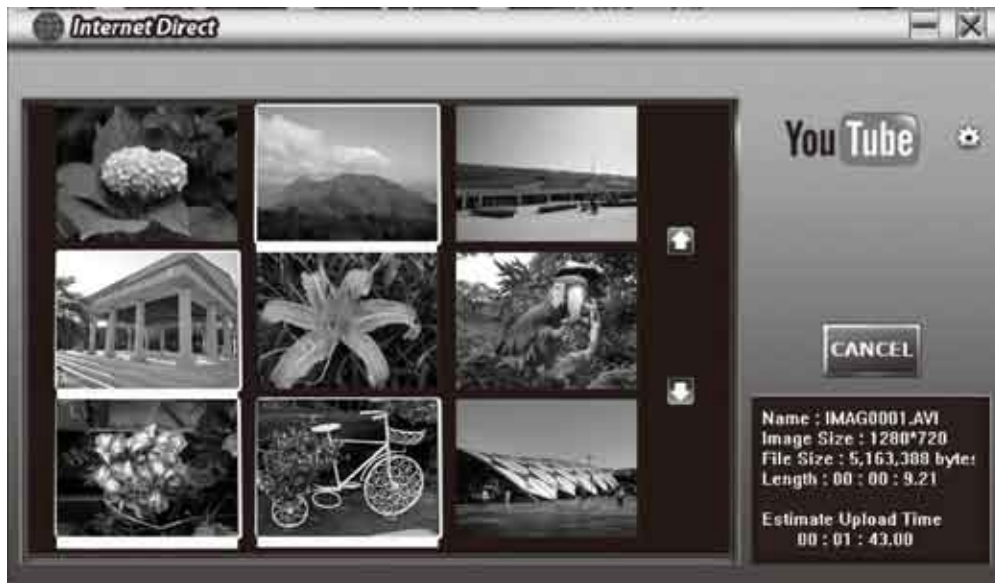 Internet Direct
You Tube
CANCEL
Name : IMAG0001.AVI
Image Size : 1280*720
File Size : 5,163,388 bytes
Length : 00 : 00 : 9.21
Estimate Upload Time
00 : 01 : 43.00